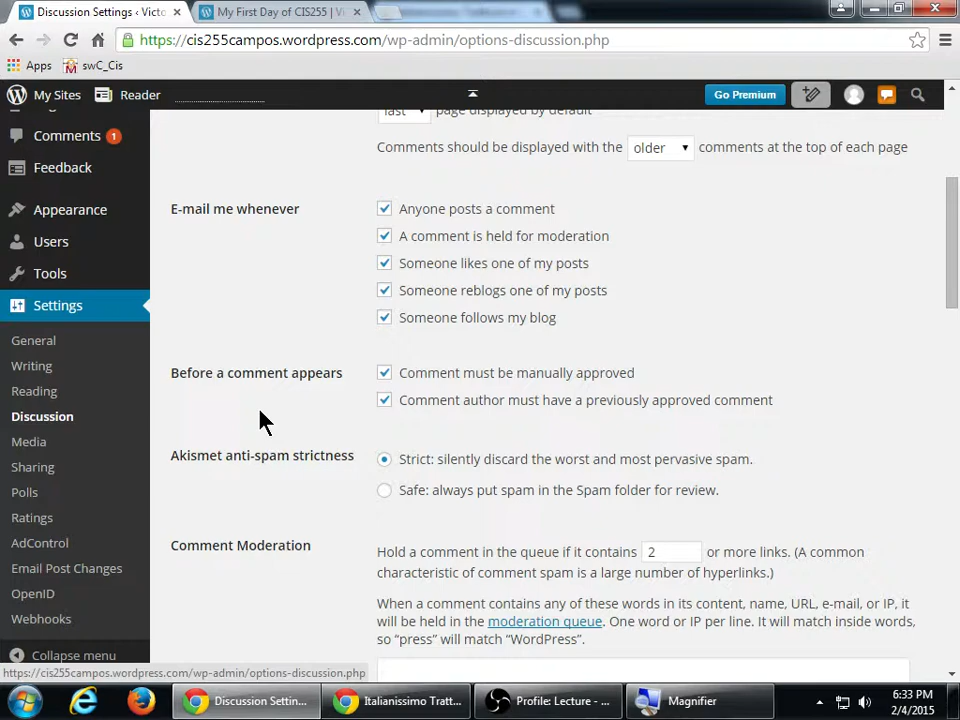 Discussion Settings ‹ Victo
My First Day of CIS255 | Vi
https://cis255campos.wordpress.com/wp-admin/options-discussion.php
Apps
swC_Cis
My Sites
Reader
Go Premium
last page displayed by default
Comments 1
Comments should be displayed with the older comments at the top of each page
Feedback
Appearance
Users
Tools
Settings
General
Writing
Reading
Discussion
Media
Sharing
Polls
Ratings
AdControl
Email Post Changes
OpenID
Webhooks
Collapse menu
E-mail me whenever
Anyone posts a comment
A comment is held for moderation
Someone likes one of my posts
Someone reblogs one of my posts
Someone follows my blog
Before a comment appears
Comment must be manually approved
Comment author must have a previously approved comment
Akismet anti-spam strictness
Strict: silently discard the worst and most pervasive spam.
Safe: always put spam in the Spam folder for review.
Comment Moderation
Hold a comment in the queue if it contains 2 or more links. (A common
characteristic of comment spam is a large number of hyperlinks.)
When a comment contains any of these words in its content, name, URL, e-mail, or IP, it
will be held in the moderation queue. One word or IP per line. It will match inside words,
so “press” will match “WordPress”.
https://cis255campos.wordpress.com/wp-admin/options-discussion.php
Discussion Settin...
Italianissimo Tratt...
Profile: Lecture - ...
Magnifier
6:33 PM
2/4/2015